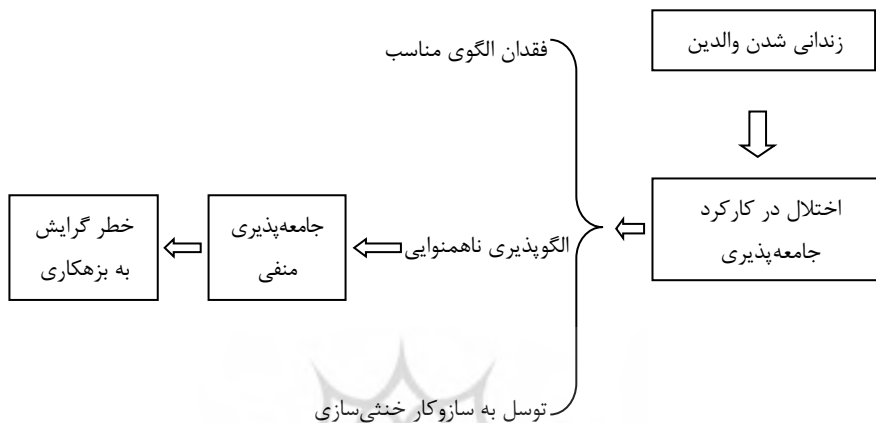 زندانی شدن والدین
اختلال در کارکرد
جامعه‌پذیری
فقدان الگوی مناسب
الگوپذیری ناهمنوایی
توسل به سازوکار خنثی‌سازی
جامعه‌پذیری
منفی
خطر گرایش
به بزهکاری